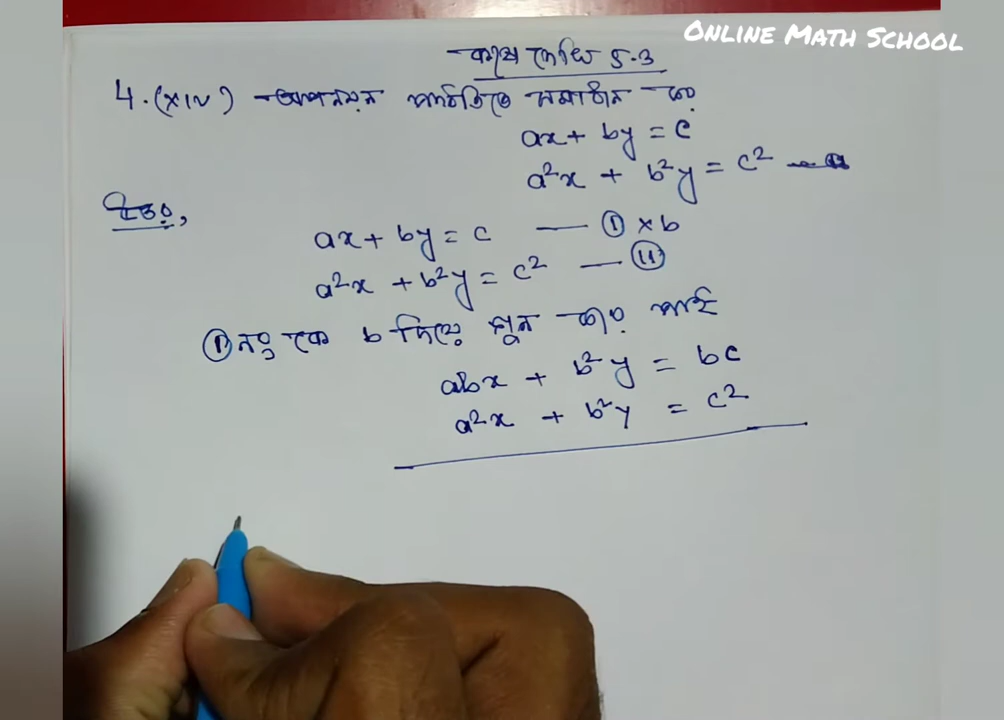 ONLINE MATH SCHOOL
কষে দেখি 5.3
4. (XIV) অপনয়ন পদ্ধতিতে সমাধান করো
ax + by = c
a²x + b²y = c²
উত্তর,
ax + by = c — (I) × b
a²x + b²y = c² — (II)
(I) নং কে b দিয়ে গুন করে পাই
abx + b²y = bc
a²x + b²y = c²